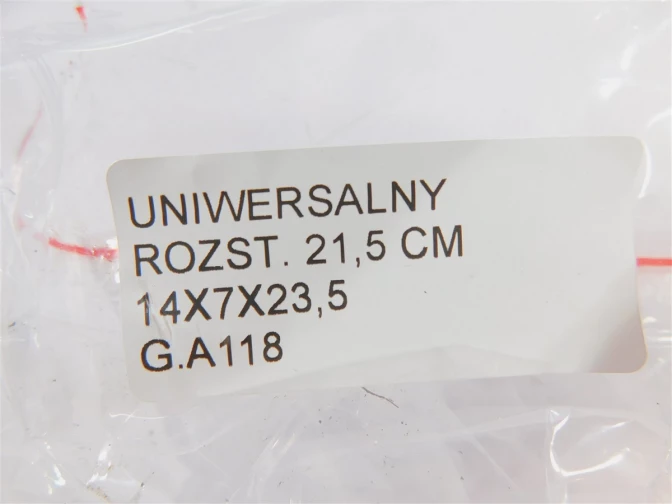 UNIWERSALNY
ROZST. 21,5 CM
14X7X23,5
G.A118